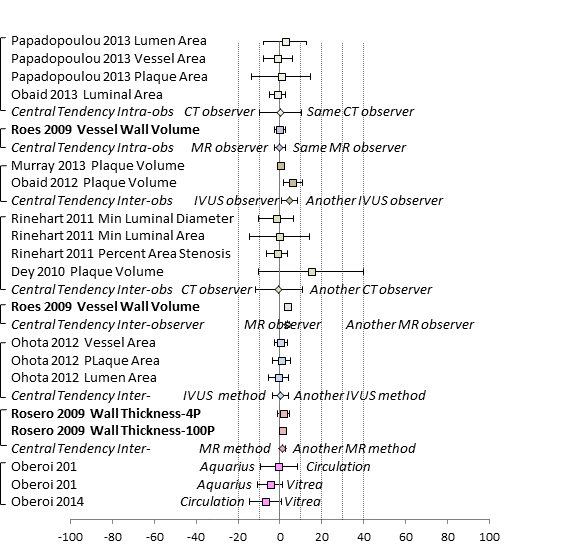 Papadopoulou 2013 Lumen Area
Papadopoulou 2013 Vessel Area
Papadopoulou 2013 Plaque Area
Obaid 2013 Luminal Area
Central Tendency Intra-obs CT observer Same CT observer
Roes 2009 Vessel Wall Volume
Central Tendency Intra-obs MR observer Same MR observer
Murray 2013 Plaque Volume
Obaid 2012 Plaque Volume
Central Tendency Inter-obs IVUS observer Another IVUS observer
Rinehart 2011 Min Luminal Diameter
Rinehart 2011 Min Luminal Area
Rinehart 2011 Percent Area Stenosis
Dey 2010 Plaque Volume
Central Tendency Inter-obs CT observer Another CT observer
Roes 2009 Vessel Wall Volume
Central Tendency Inter-observer MR observer Another MR observer
Ohota 2012 Vessel Area
Ohota 2012 PLaque Area
Ohota 2012 Lumen Area
Central Tendency Inter- IVUS method Another IVUS method
Rosero 2009 Wall Thickness-4P
Rosero 2009 Wall Thickness-100P
Central Tendency Inter- MR method Another MR method
Oberoi 201 Aquarius Circulation
Oberoi 201 Aquarius Vitrea
Oberoi 2014 Circulation Vitrea
-100 -80 -60 -40 -20 0 20 40 60 80 100